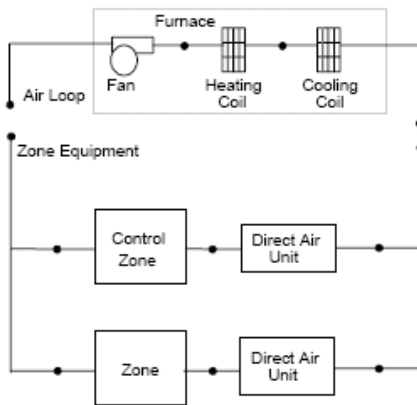 Furnace
Fan
Heating
Coil
Cooling
Coil
Air Loop
Zone Equipment
Control
Zone
Direct Air
Unit
Zone
Direct Air
Unit